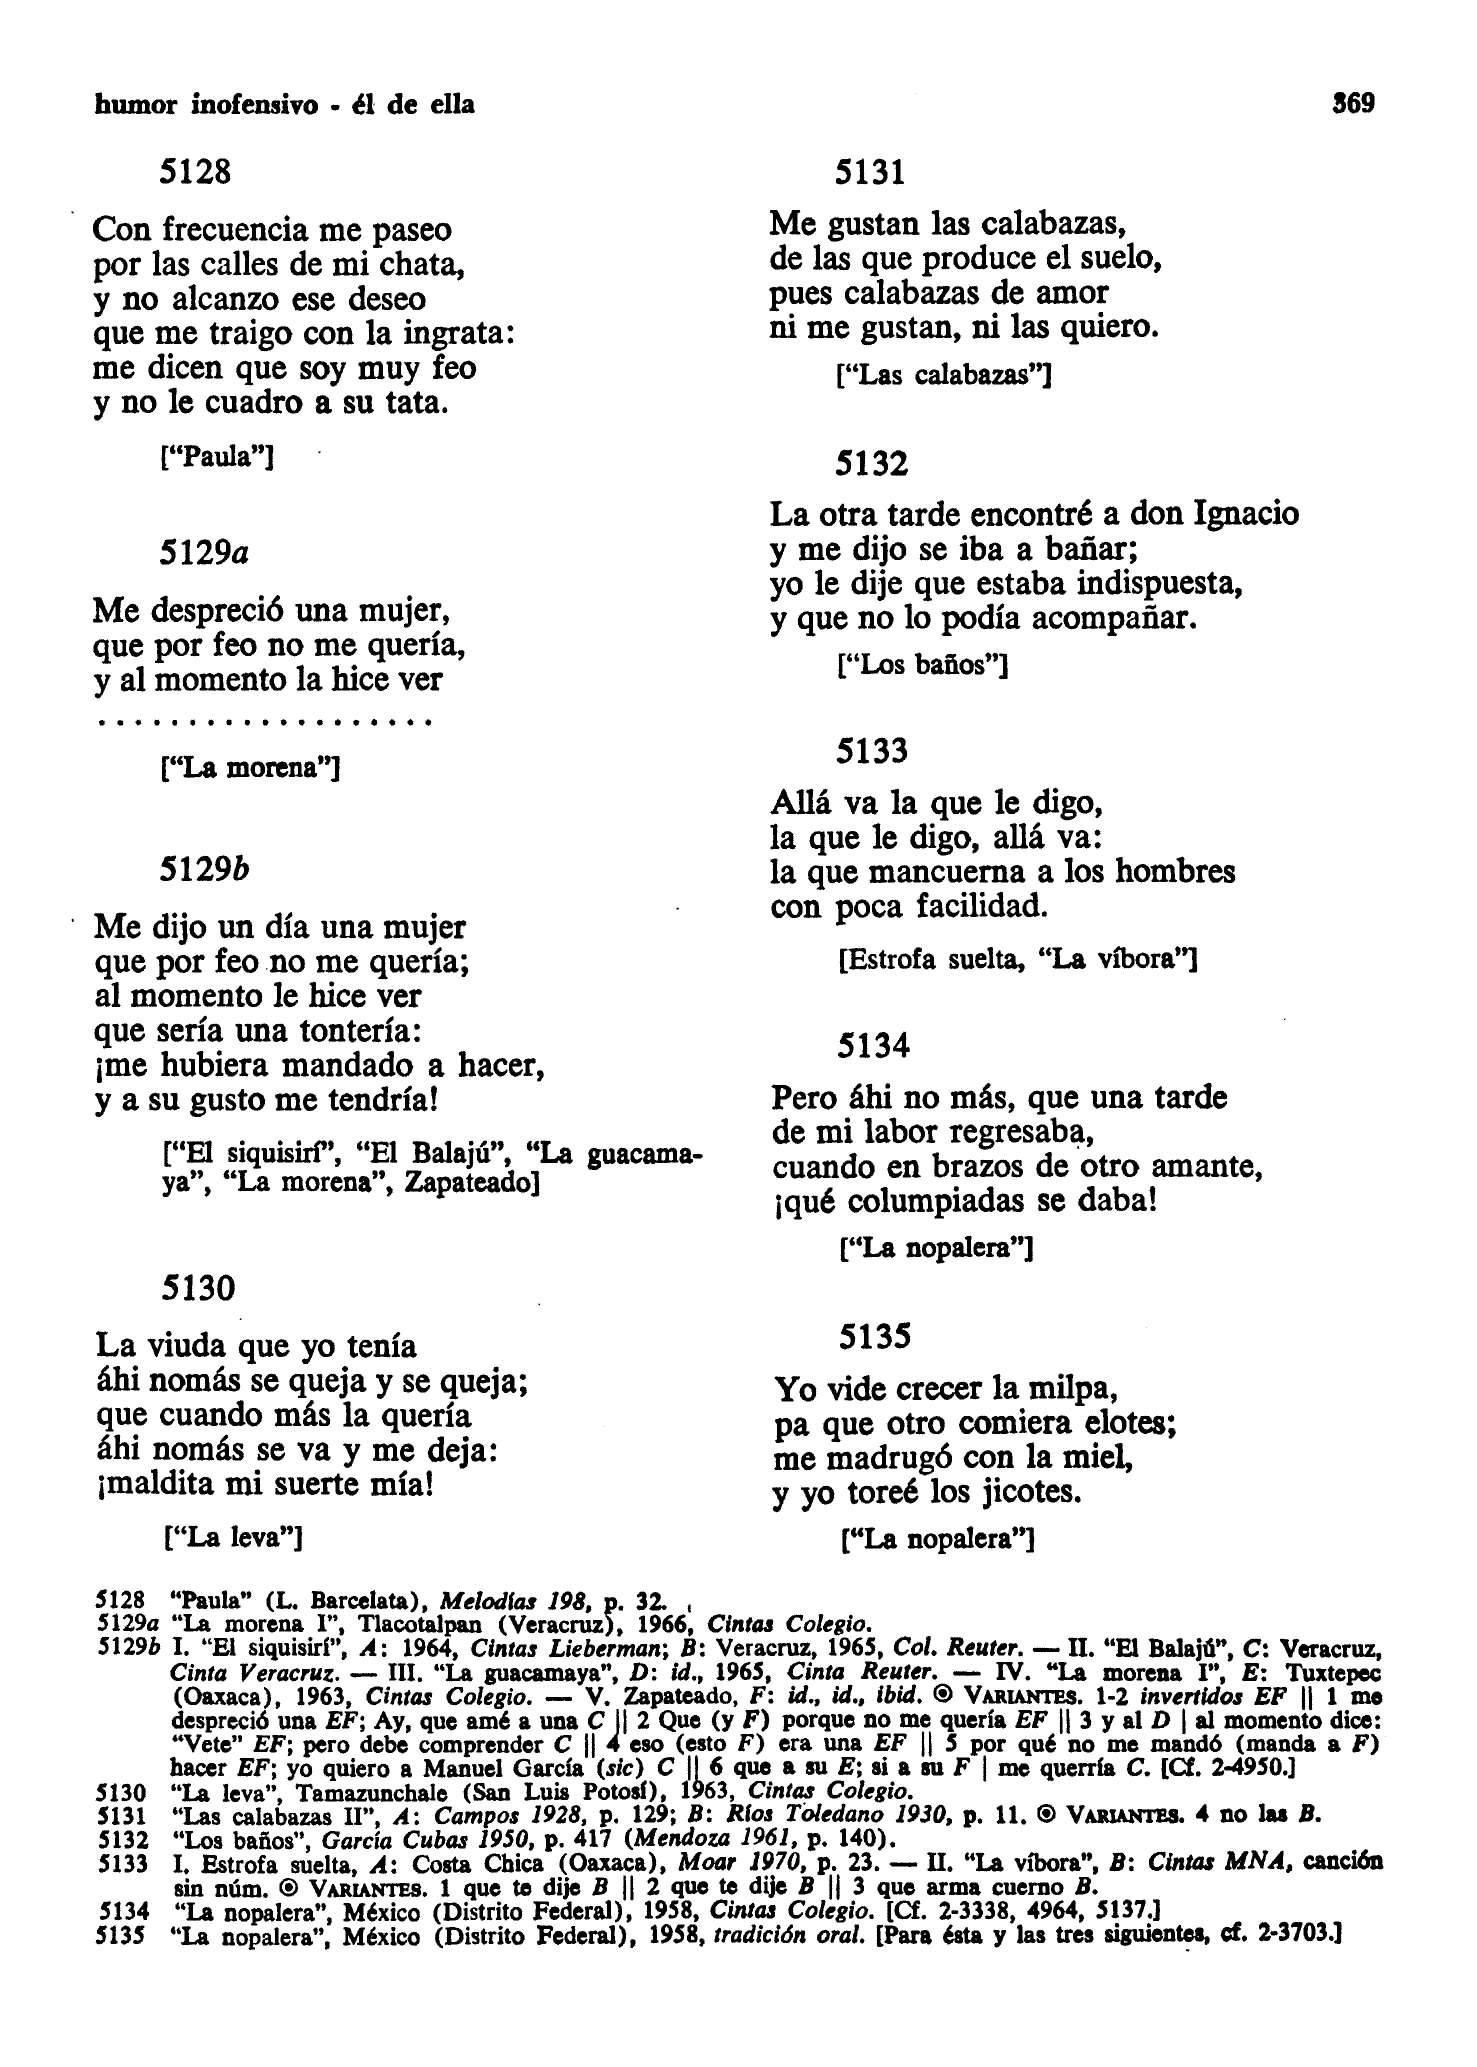 humor inofensivo - él de ella
369
5128
Con frecuencia me paseo
por las calles de mi chata,
y no alcanzo ese deseo
que me traigo con la ingrata:
me dicen que soy muy feo
y no le cuadro a su tata.
[“Paula”]
5129a
Me despreció una mujer,
que por feo no me quería,
y al momento la hice ver
...................
[“La morena”]
5129b
Me dijo un día una mujer
que por feo no me quería;
al momento le hice ver
que sería una tontería:
¡me hubiera mandado a hacer,
y a su gusto me tendría!
[“El siquisirí”, “El Balajú”, “La guacama-
ya”, “La morena”, Zapateado]
5130
La viuda que yo tenía
áhi nomás se queja y se queja;
que cuando más la quería
áhi nomás se va y me deja:
¡maldita mi suerte mía!
[“La leva”]
5131
Me gustan las calabazas,
de las que produce el suelo,
pues calabazas de amor
ni me gustan, ni las quiero.
[“Las calabazas”]
5132
La otra tarde encontré a don Ignacio
y me dijo se iba a bañar;
yo le dije que estaba indispuesta,
y que no lo podía acompañar.
[“Los baños”]
5133
Allá va la que le digo,
la que le digo, allá va:
la que mancuerna a los hombres
con poca facilidad.
[Estrofa suelta, “La víbora”]
5134
Pero áhi no más, que una tarde
de mi labor regresaba,
cuando en brazos de otro amante,
¡qué columpiadas se daba!
[“La nopalera”]
5135
Yo vide crecer la milpa,
pa que otro comiera elotes;
me madrugó con la miel,
y yo toreé los jicotes.
[“La nopalera”]
5128 “Paula” (L. Barcelata), Melodías 198, p. 32.
5129a “La morena I”, Tlacotalpan (Veracruz), 1966, Cintas Colegio.
5129b I. “El siquisirí”, A: 1964, Cintas Lieberman; B: Veracruz, 1965, Col. Reuter. — II. “El Balajú”, C: Veracruz,
Cinta Veracruz. — III. “La guacamaya”, D: id., 1965, Cinta Reuter. — IV. “La morena I”, E: Tuxtepec
(Oaxaca), 1963, Cintas Colegio. — V. Zapateado, F: id., id., ibid. ⊙ VARIANTES. 1-2 invertidos EF || 1 me
despreció una EF; Ay, que amé a una C || 2 Que (y F) porque no me quería EF || 3 y al D | al momento dice:
“Vete” EF; pero debe comprender C || 4 eso (esto F) era una EF || 5 por qué no me mandó (manda a F)
hacer EF; yo quiero a Manuel García (sic) C || 6 que a su E; si a su F | me querría C. [Cf. 2-4950.]
5130 “La leva”, Tamazunchale (San Luis Potosí), 1963, Cintas Colegio.
5131 “Las calabazas II”, A: Campos 1928, p. 129; B: Ríos Toledano 1930, p. 11. ⊙ VARIANTES. 4 no las B.
5132 “Los baños”, García Cubas 1950, p. 417 (Mendoza 1961, p. 140).
5133 I. Estrofa suelta, A: Costa Chica (Oaxaca), Moar 1970, p. 23. — II. “La víbora”, B: Cintas MNA, canción
sin núm. ⊙ VARIANTES. 1 que te dije B || 2 que te dije B || 3 que arma cuerno B.
5134 “La nopalera”, México (Distrito Federal), 1958, Cintas Colegio. [Cf. 2-3338, 4964, 5137.]
5135 “La nopalera”, México (Distrito Federal), 1958, tradición oral. [Para ésta y las tres siguientes, cf. 2-3703.]